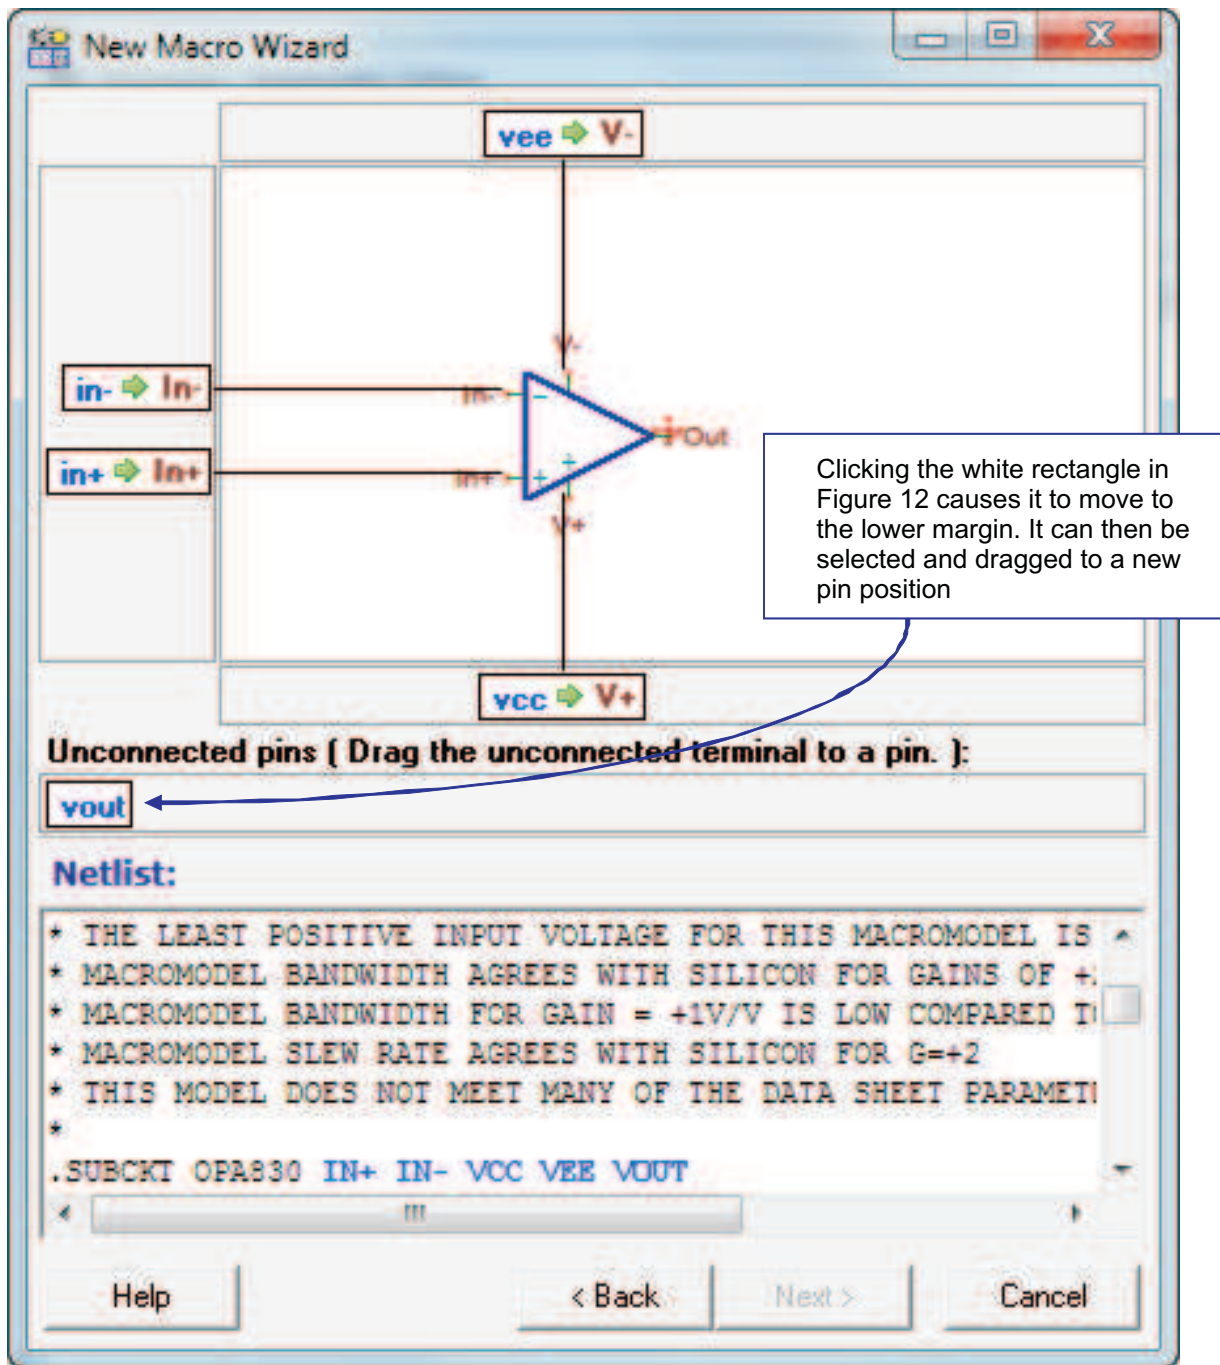 New Macro Wizard
vee V-
V-
in- In-
In-
Out
in+ In+
In+
V+
vcc V+
Clicking the white rectangle in
Figure 12 causes it to move to
the lower margin. It can then be
selected and dragged to a new
pin position
Unconnected pins ( Drag the unconnected terminal to a pin. ):
vout
Netlist:
* THE LEAST POSITIVE INPUT VOLTAGE FOR THIS MACROMODEL IS
* MACROMODEL BANDWIDTH AGREES WITH SILICON FOR GAINS OF +
* MACROMODEL BANDWIDTH FOR GAIN = +1V/V IS LOW COMPARED
* MACROMODEL SLEW RATE AGREES WITH SILICON FOR G=+2
* THIS MODEL DOES NOT MEET MANY OF THE DATA SHEET
*
.SUBCKT OPA830 IN+ IN- VCC VEE VOUT
Help
< Back
Next >
Cancel